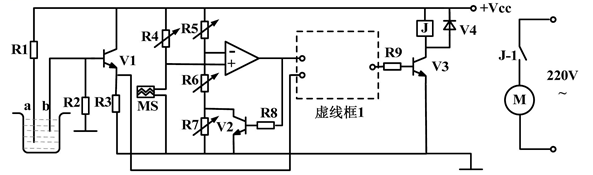 +Vcc
R1
R4
R5
J
V4
V1
-
+
R9
V3
J-1
220V
~
R6
a
b
R2
R3
MS
R7
V2
R8
虚线框1
M